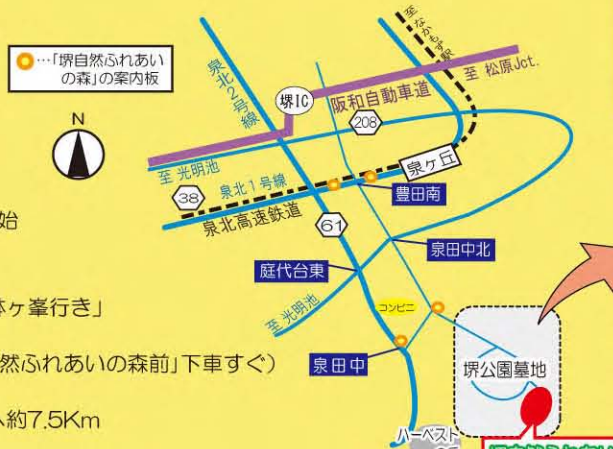 …「堺自然ふれあい
の森」の案内板
N
始
ヶ峯行き」
然ふれあいの森前」下車すぐ）
約7.5Km
泉北2号線
堺IC
阪和自動車道
至 なかもず駅
至 松原Jct.
208
至 光明池
38
泉北1号線
泉北高速鉄道
泉ヶ丘
豊田南
61
泉田中北
庭代台東
至 光明池
コンビニ
泉田中
堺公園墓地
ハーベスト